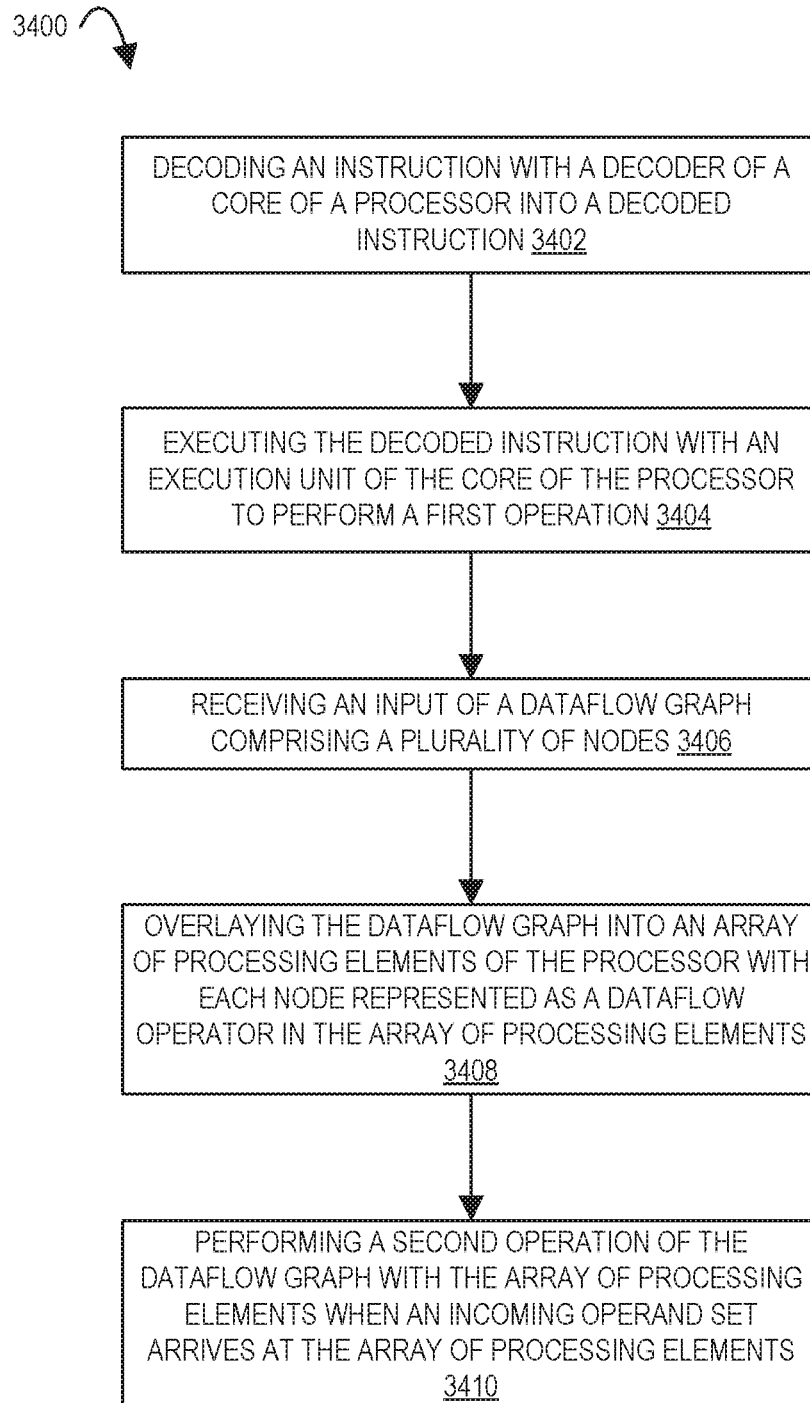 3400
DECODING AN INSTRUCTION WITH A DECODER OF A
CORE OF A PROCESSOR INTO A DECODED
INSTRUCTION 3402
EXECUTING THE DECODED INSTRUCTION WITH AN
EXECUTION UNIT OF THE CORE OF THE PROCESSOR
TO PERFORM A FIRST OPERATION 3404
RECEIVING AN INPUT OF A DATAFLOW GRAPH
COMPRISING A PLURALITY OF NODES 3406
OVERLAYING THE DATAFLOW GRAPH INTO AN ARRAY
OF PROCESSING ELEMENTS OF THE PROCESSOR WITH
EACH NODE REPRESENTED AS A DATAFLOW
OPERATOR IN THE ARRAY OF PROCESSING ELEMENTS
3408
PERFORMING A SECOND OPERATION OF THE
DATAFLOW GRAPH WITH THE ARRAY OF PROCESSING
ELEMENTS WHEN AN INCOMING OPERAND SET
ARRIVES AT THE ARRAY OF PROCESSING ELEMENTS
3410